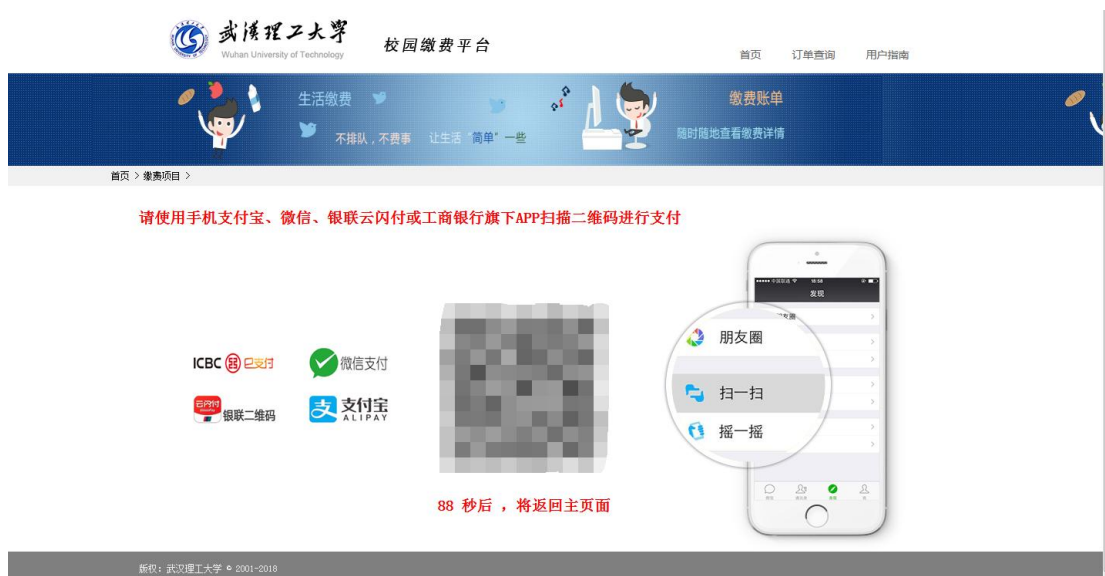 武汉理工大学
Wuhan University of Technology
校园缴费平台
首页 订单查询 用户指南
生活缴费
不排队，不费事 让生活“简单”一些
缴费账单
随时随地查看缴费详情
首页 > 缴费项目 >
请使用手机支付宝、微信、银联云闪付或工商银行旗下APP扫描二维码进行支付
发现
朋友圈
扫一扫
摇一摇
ICBC e支付
微信支付
云闪付
银联二维码
支 支付宝
ALIPAY
88 秒后 ，将返回主页面
版权：武汉理工大学 © 2001-2018